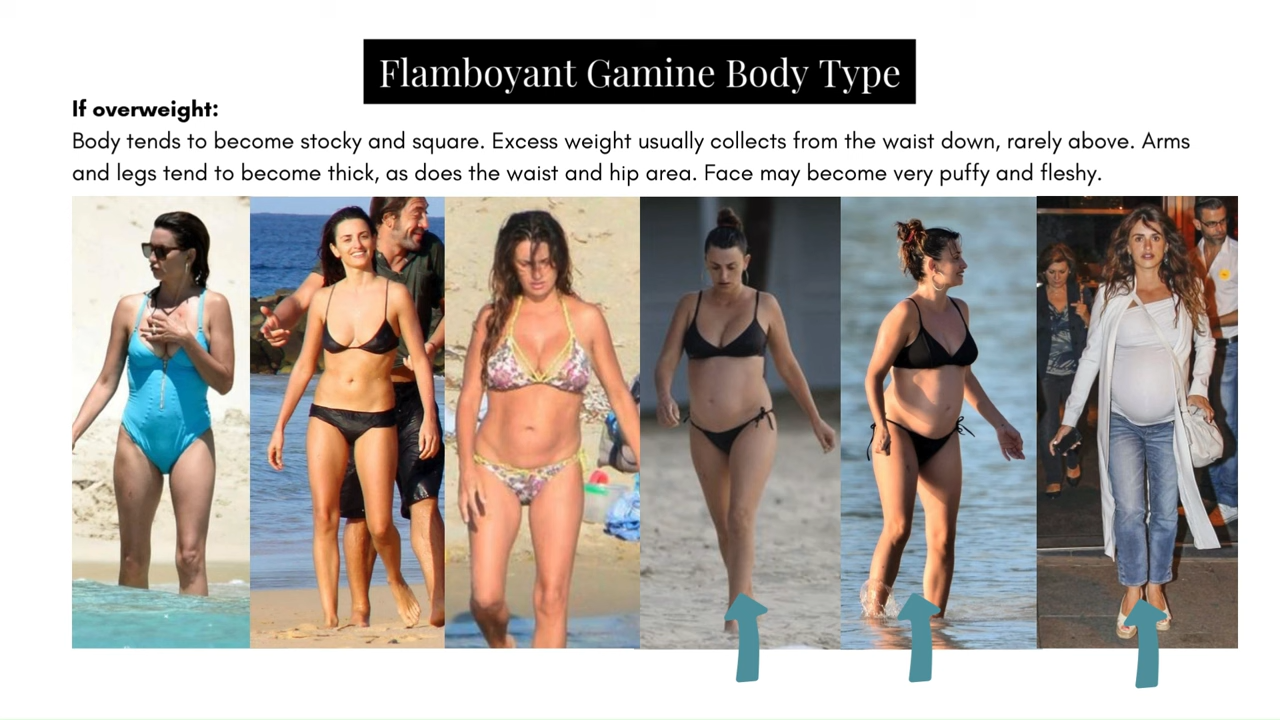 Flamboyant Gamine Body Type
If overweight:
Body tends to become stocky and square. Excess weight usually collects from the waist down, rarely above. Arms
and legs tend to become thick, as does the waist and hip area. Face may become very puffy and fleshy.